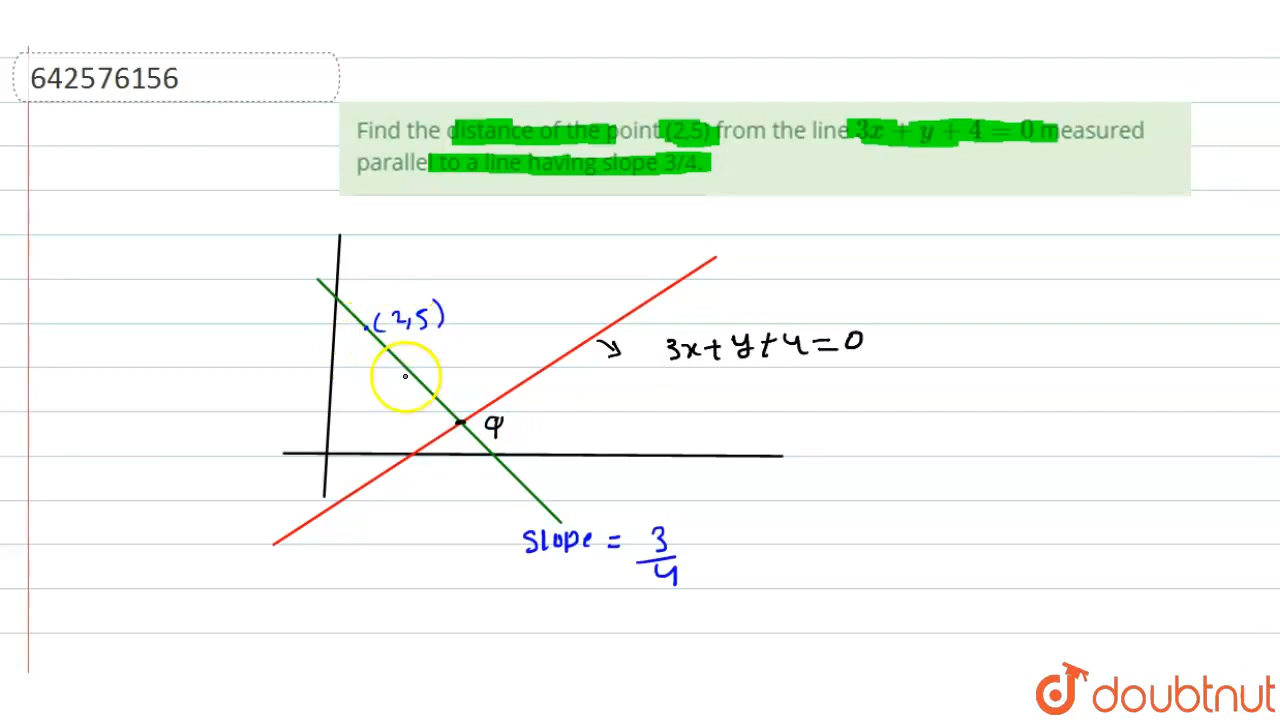 642576156
Find the distance of the point (2,5) from the line 3x + y + 4 = 0 measured
parallel to a line having slope 3/4.
(2,5)
3x+y+4=0
φ
Slope = 3/4
doubtnut